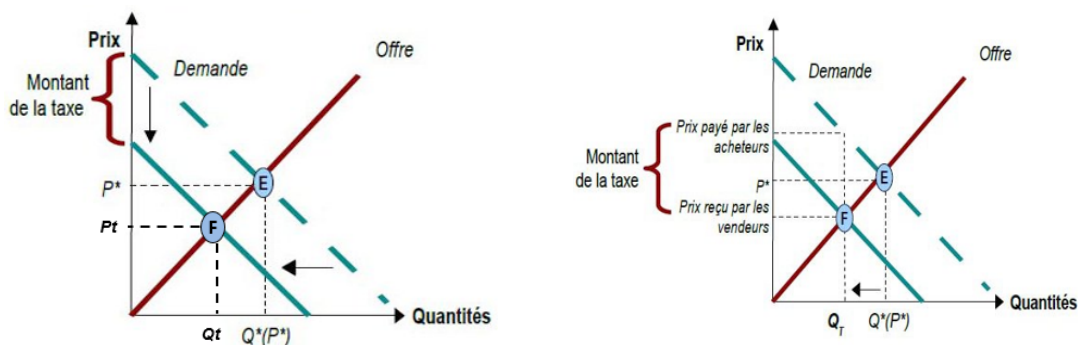 Prix
Offre
Montant
de la taxe
Demande
P*
E
Pt
F
Quantités
Qt
Q*(P*)
Prix
Offre
Demande
Prix payé par les
acheteurs
Montant
de la taxe
P*
E
Prix reçu par les
vendeurs
F
Quantités
QT
Q*(P*)